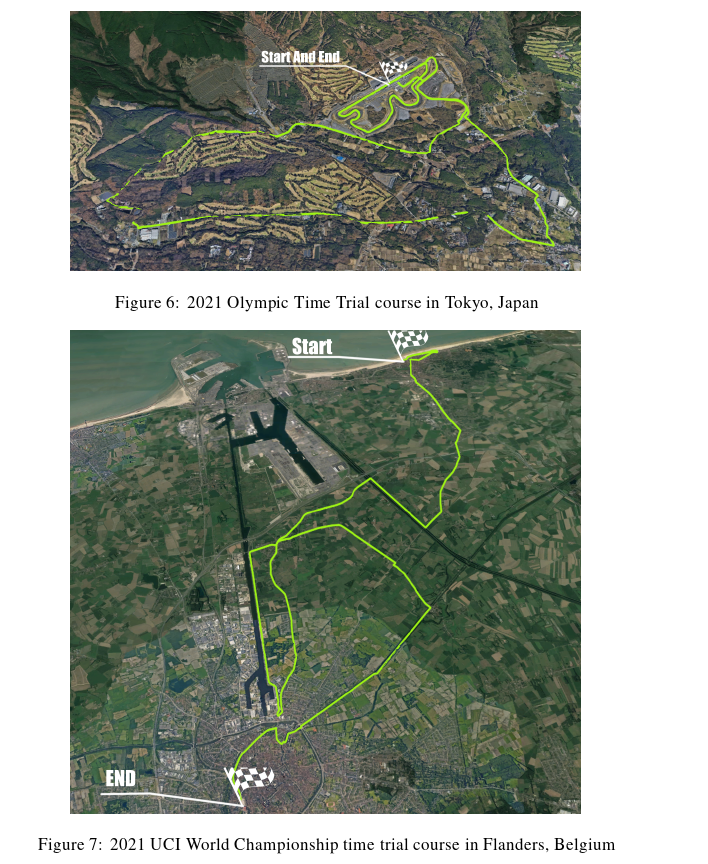 Start And End
Figure 6: 2021 Olympic Time Trial course in Tokyo, Japan
Start
END
Figure 7: 2021 UCI World Championship time trial course in Flanders, Belgium